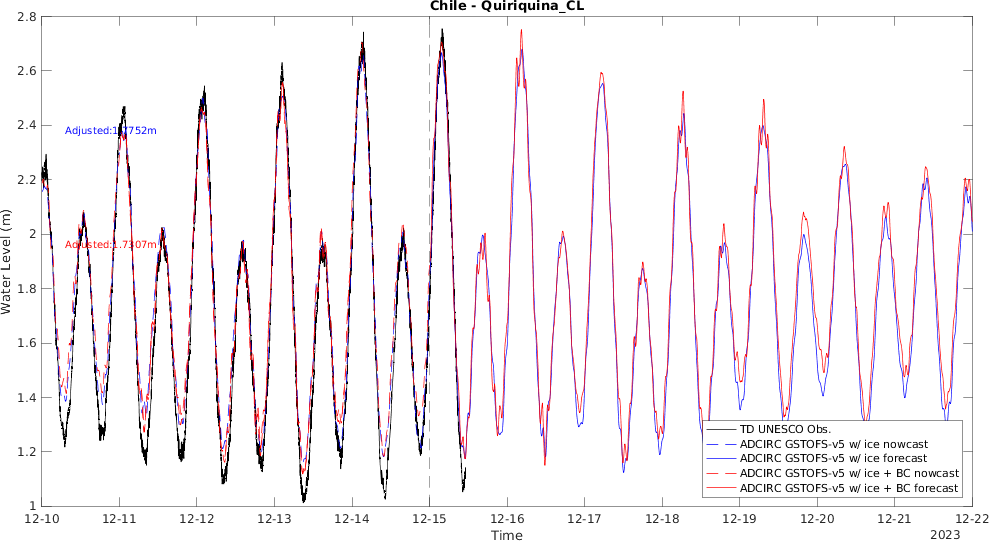 Chile - Quiriquina_CL
2.8
2.6
2.4
2.2
2
1.8
1.6
1.4
1.2
1
Water Level (m)
Adjusted:1.7752m
Adjusted:1.7307m
TD UNESCO Obs.
ADCIRC GSTOFS-v5 w/ ice nowcast
ADCIRC GSTOFS-v5 w/ ice forecast
ADCIRC GSTOFS-v5 w/ ice + BC nowcast
ADCIRC GSTOFS-v5 w/ ice + BC forecast
12-10 12-11 12-12 12-13 12-14 12-15 12-16 12-17 12-18 12-19 12-20 12-21 12-22
Time
2023